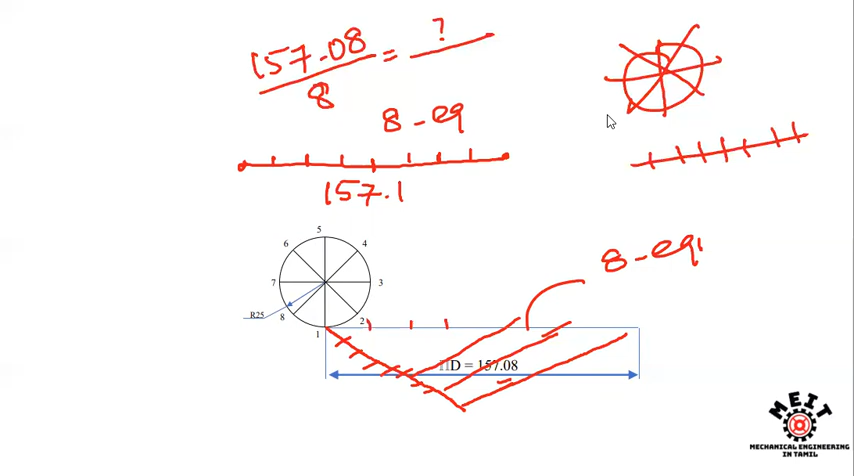 157.08 / 8 = ?
8 - eq
157.1
5
6
4
7
3
8
2
R25
1
8 - eq
ΠD = 157.08
MEIT
MECHANICAL ENGINEERING
IN TAMIL